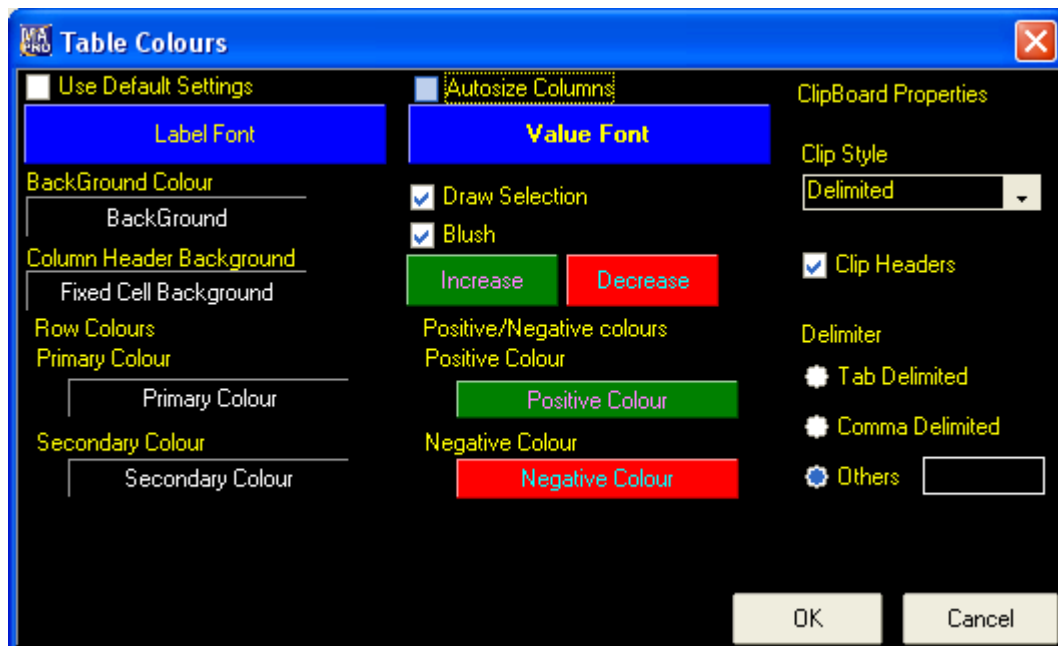 MA PRO Table Colours
Use Default Settings
Label Font
BackGround Colour
BackGround
Column Header Background
Fixed Cell Background
Row Colours
Primary Colour
Primary Colour
Secondary Colour
Secondary Colour
Autosize Columns
Value Font
Draw Selection
Blush
Increase Decrease
Positive/Negative colours
Positive Colour
Positive Colour
Negative Colour
Negative Colour
ClipBoard Properties
Clip Style
Delimited
Clip Headers
Delimiter
Tab Delimited
Comma Delimited
Others
OK Cancel